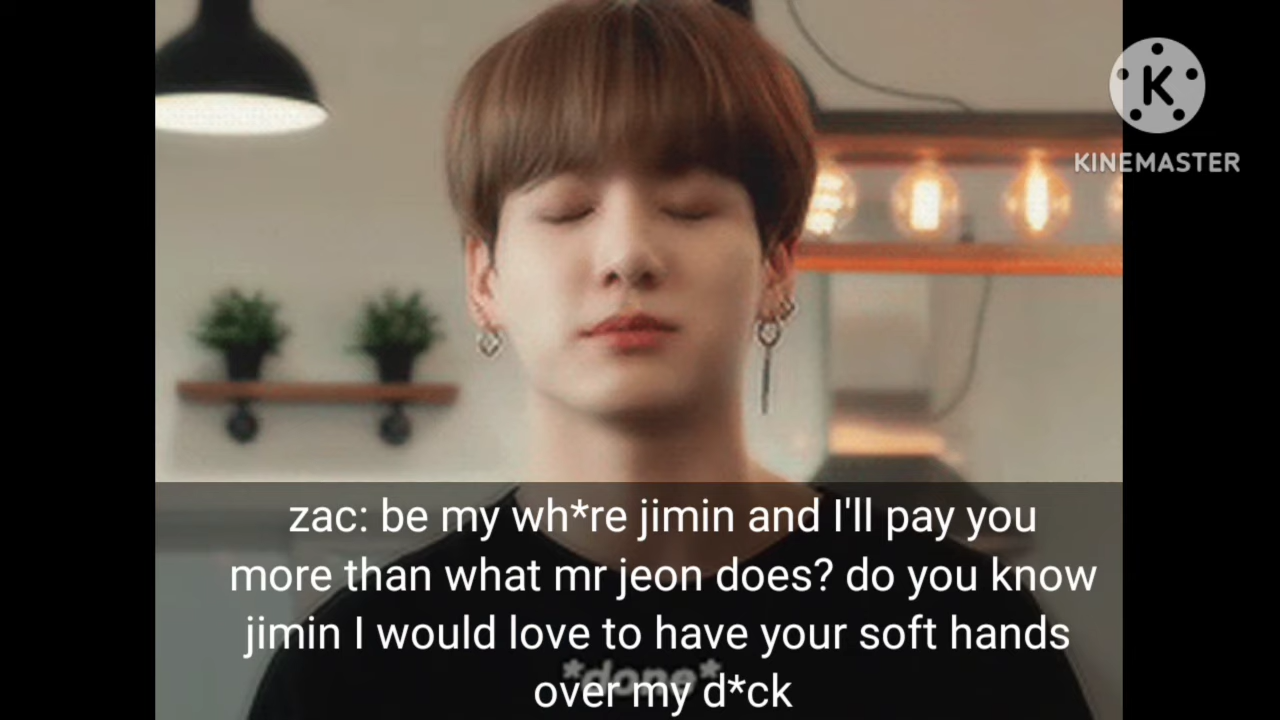 K
KINEMASTER
zac: be my wh*re jimin and I'll pay you
more than what mr jeon does? do you know
jimin I would love to have your soft hands
*done*
over my d*ck